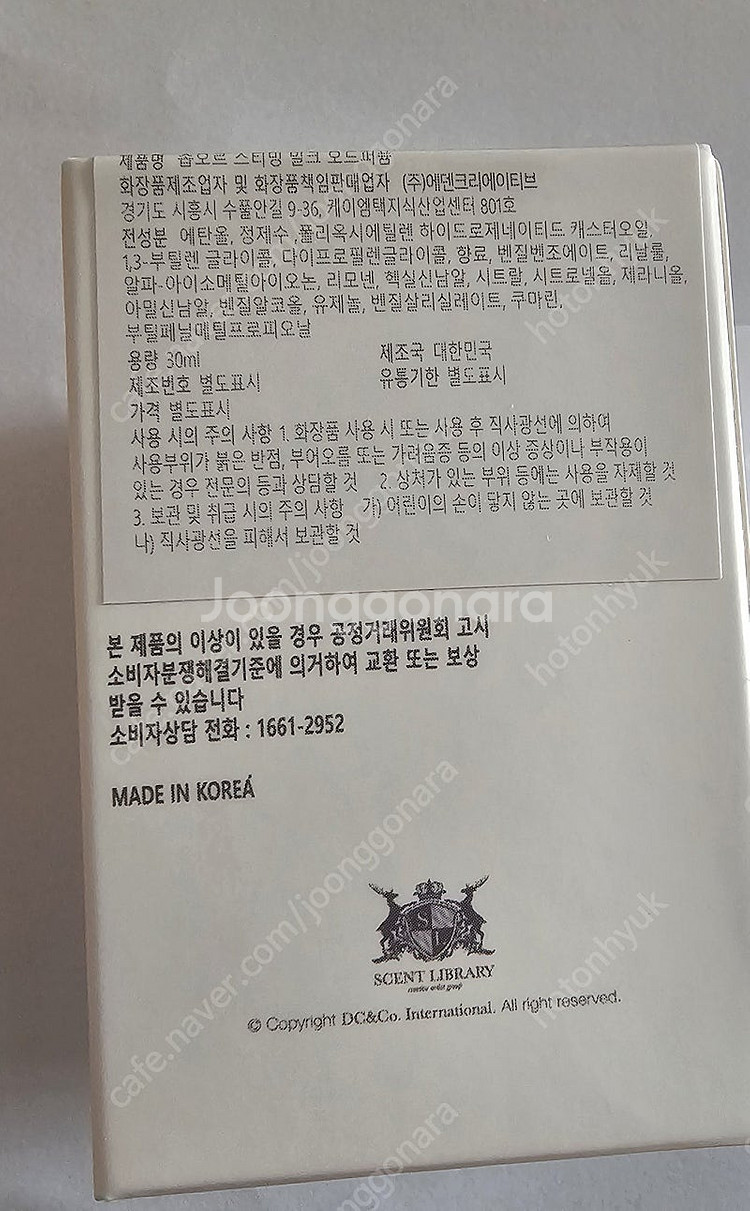 제품명 솝오르 스티밍 밀크 오드퍼퓸
화장품제조업자 및 화장품책임판매업자 (주)에덴크리에이티브
경기도 시흥시 수풀안길 9-36, 케이엠택지식산업센터 801호
전성분 에탄올, 정제수 ,폴리옥시에틸렌 하이드로제네이티드 캐스터오일,
1,3-부틸렌 글라이콜, 다이프로필렌글라이콜, 향료, 벤질벤조에이트, 리날룰,
알파-아이소메틸아이오논, 리모넨, 핵실신남알, 시트랄, 시트로넬올, 제라니올,
아밀신남알, 벤질알코올, 유제놀, 벤질살리실레이트, 쿠마린,
부틸페닐메틸프로피오날
용량 30ml 제조국 대한민국
제조번호 별도표시 유통기한 별도표시
가격 별도표시
사용 시의 주의 사항 1. 화장품 사용 시 또는 사용 후 직사광선에 의하여
사용부위가 붉은 반점, 부어오름 또는 가려움증 등의 이상 증상이나 부작용이
있는 경우 전문의 등과 상담할 것 2. 상처가 있는 부위 등에는 사용을 자제할 것
3. 보관 및 취급 시의 주의 사항 가) 어린이의 손이 닿지 않는 곳에 보관할 것
나) 직사광선을 피해서 보관할 것
Joonggonara
본 제품의 이상이 있을 경우 공정거래위원회 고시
소비자분쟁해결기준에 의거하여 교환 또는 보상
받을 수 있습니다
소비자상담 전화 : 1661-2952
MADE IN KOREA
S L
SCENT LIBRARY
© Copyright DC&Co. International. All right reserved.
cafe.naver.com/joonggonara
hotonhyuk